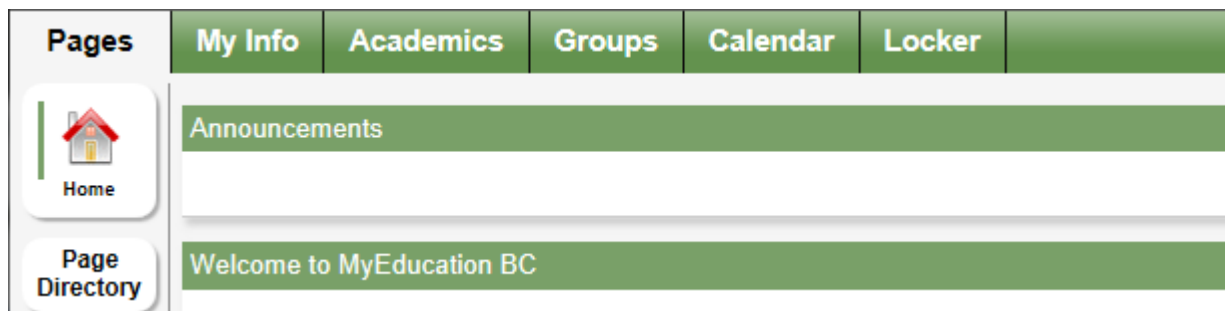 Pages My Info Academics Groups Calendar Locker
Home
Announcements
Page
Directory
Welcome to MyEducation BC